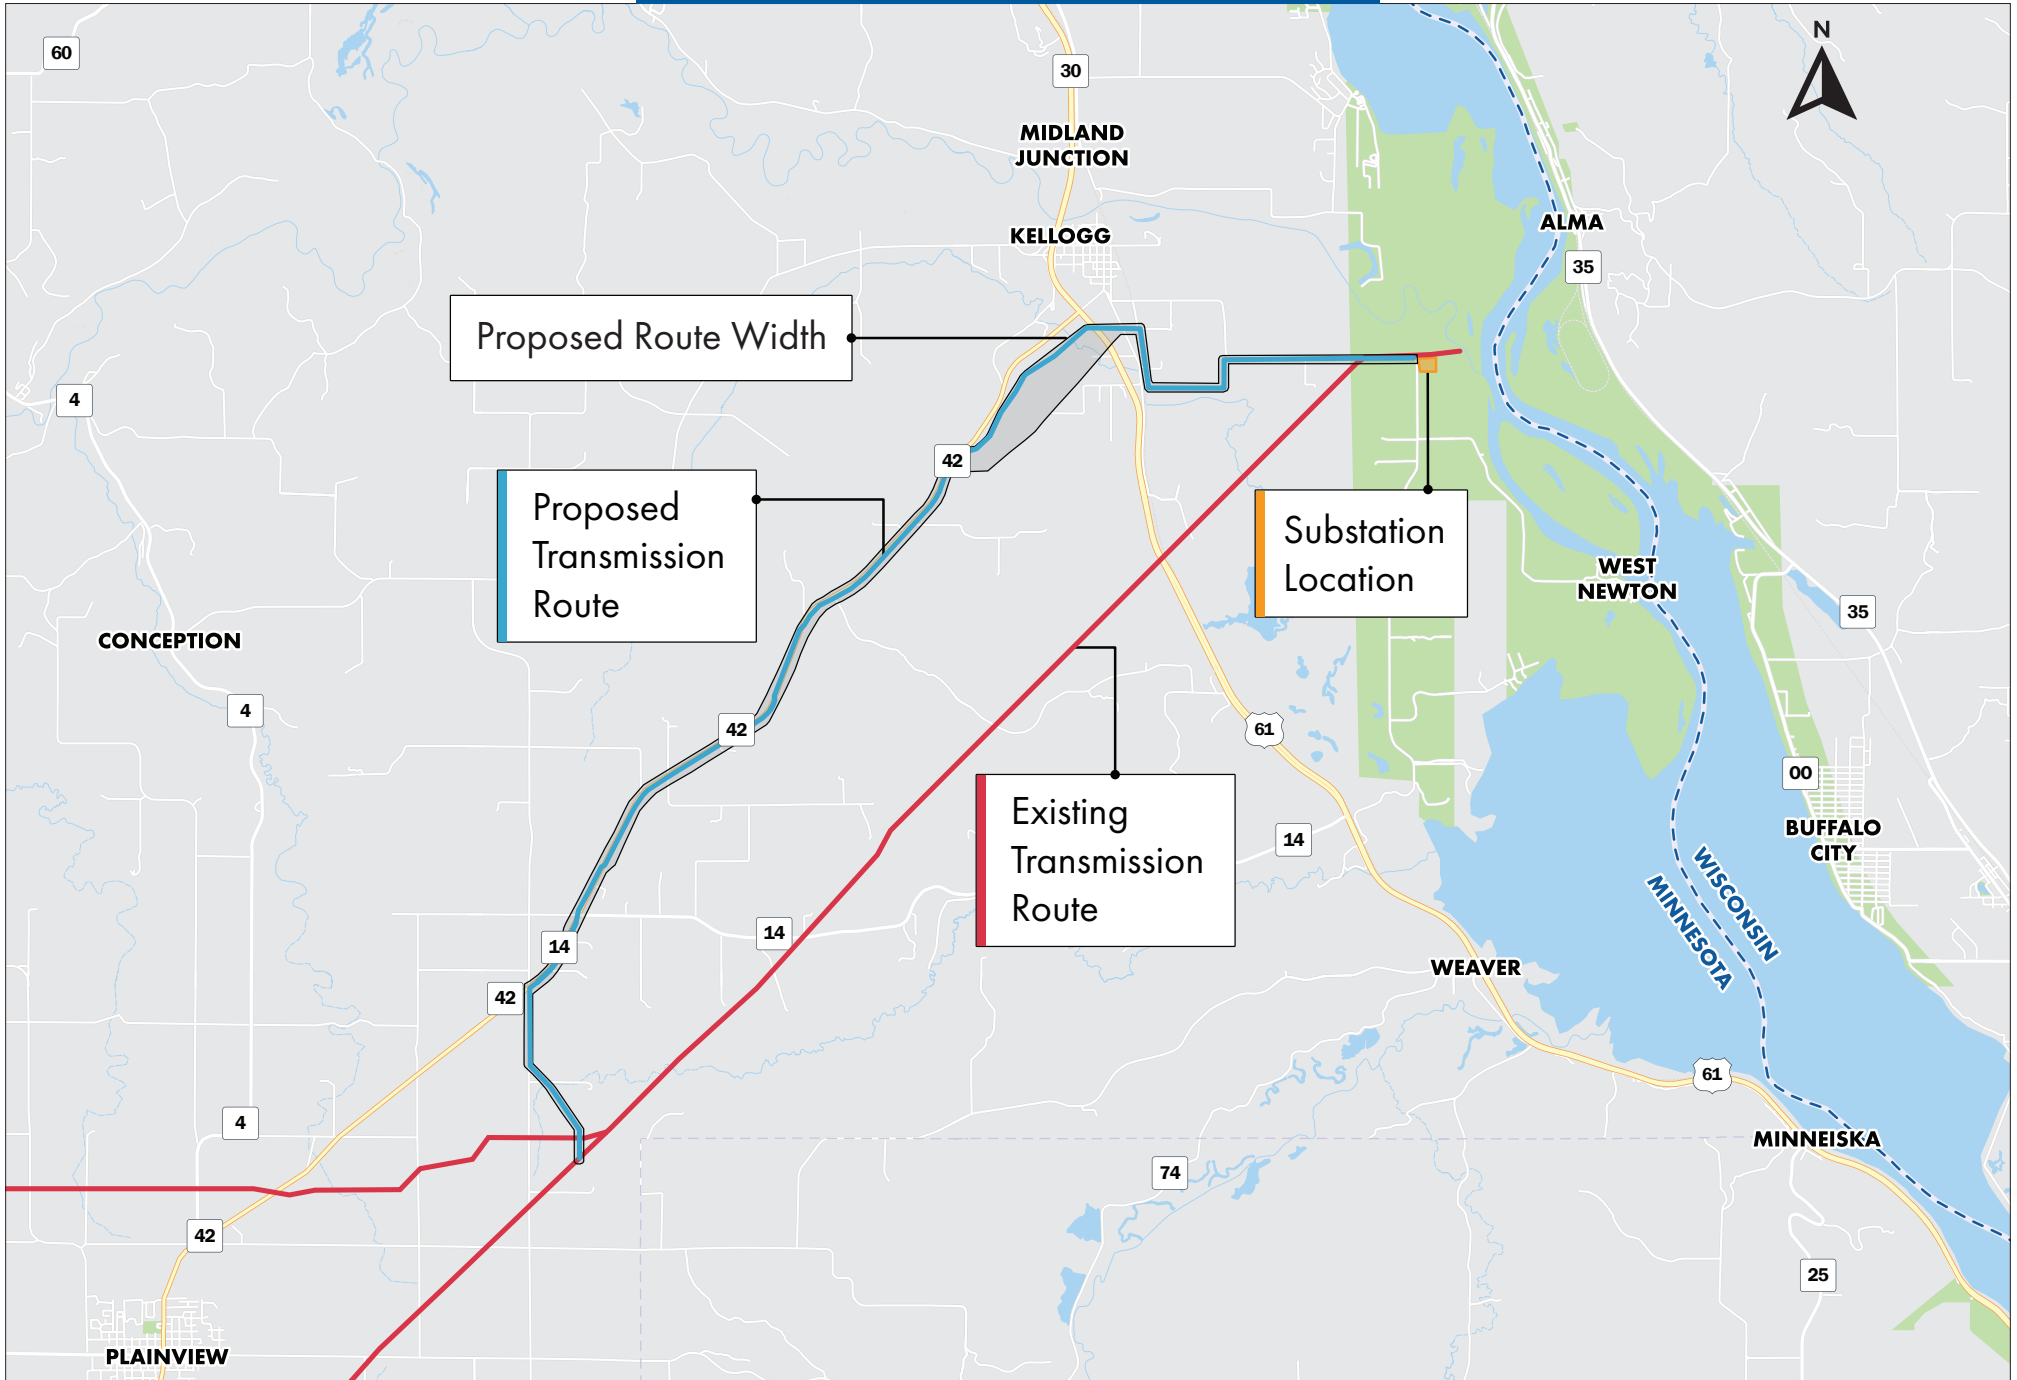 N
60
30
MIDLAND
JUNCTION
ALMA
KELLOGG
35
Proposed Route Width
4
42
Proposed
Transmission
Route
Substation
Location
WEST
NEWTON
35
CONCEPTION
4
42
61
00
Existing
Transmission
Route
14
BUFFALO
CITY
WISCONSIN
MINNESOTA
14
14
WEAVER
42
61
4
MINNEISKA
74
42
25
PLAINVIEW